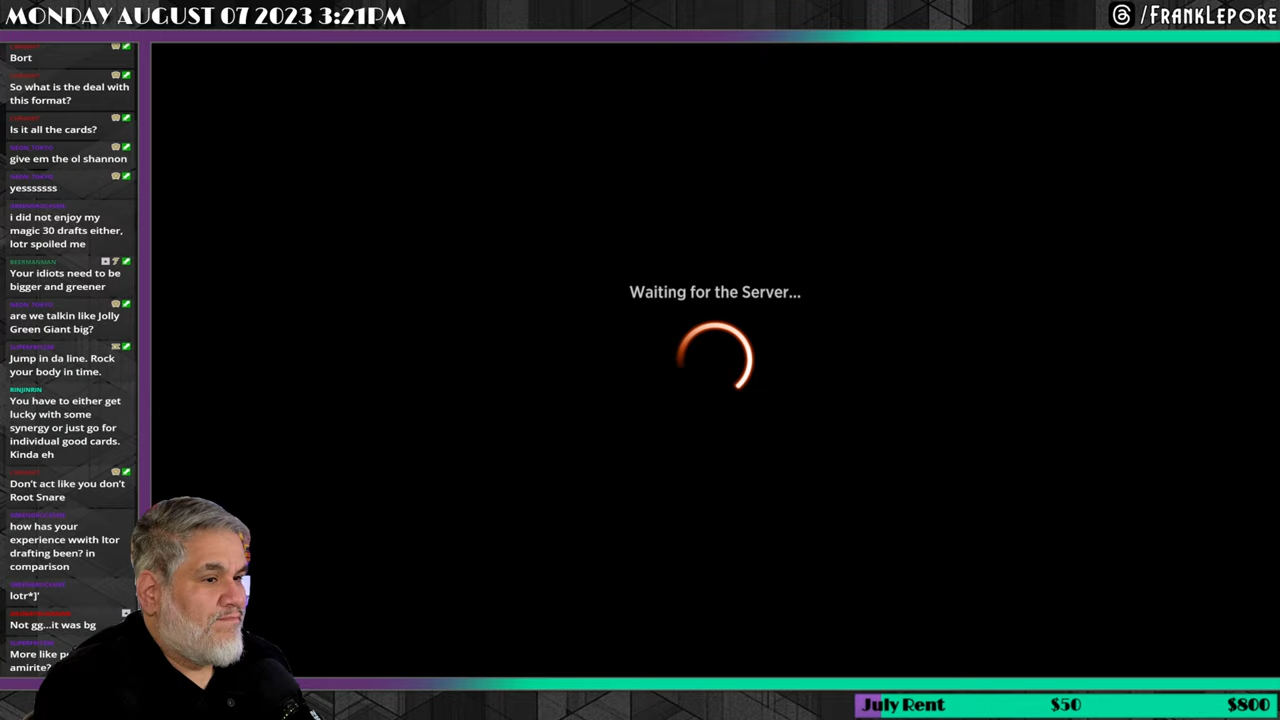 MONDAY AUGUST 07 2023 3:21PM
/FRANKLEPORE
Bort
So what is the deal with
this format?
Is it all the cards?
NEON_TOKYO
give em the ol shannon
NEON_TOKYO
yesssssss
i did not enjoy my
magic 30 drafts either,
lotr spoiled me
BEERMANMAN
Your idiots need to be
bigger and greener
NEON_TOKYO
are we talkin like Jolly
Green Giant big?
Jump in da line. Rock
your body in time.
RINJINRIN
You have to either get
lucky with some
synergy or just go for
individual good cards.
Kinda eh
Don't act like you don't
Root Snare
how has your
experience wwith ltor
drafting been? in
comparison
lotr*]'
Not gg...it was bg
More like
amirite?
Waiting for the Server...
July Rent $50 $800